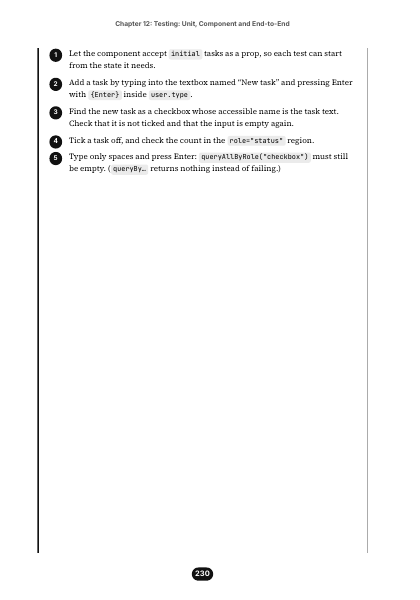 Chapter 12: Testing: Unit, Component and End-to-End
1 Let the component accept initial tasks as a prop, so each test can start
from the state it needs.
2 Add a task by typing into the textbox named “New task” and pressing Enter
with {Enter} inside user.type.
3 Find the new task as a checkbox whose accessible name is the task text.
Check that it is not ticked and that the input is empty again.
4 Tick a task off, and check the count in the role="status" region.
5 Type only spaces and press Enter: queryAllByRole("checkbox") must still
be empty. (queryBy… returns nothing instead of failing.)
230